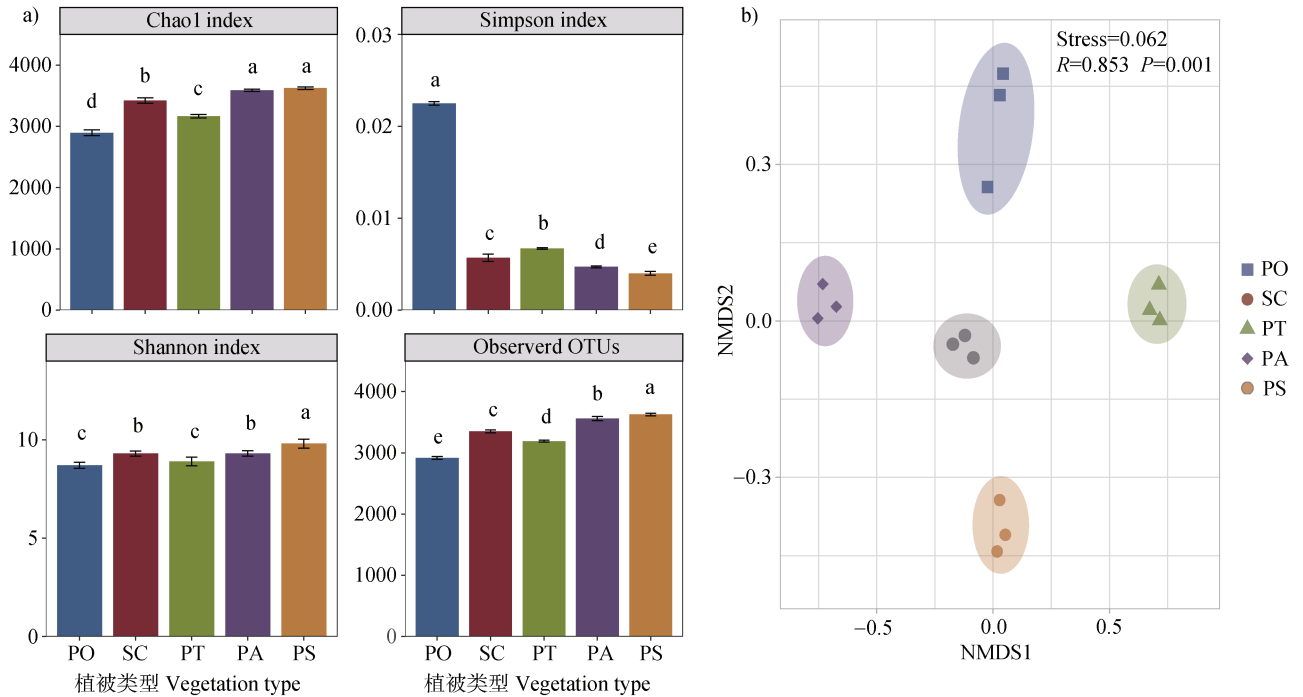 a)
Chao1 index
4000
3000
2000
1000
0
d
b
c
a
a
Simpson index
0.03
0.02
0.01
0.00
a
c
b
d
e
Shannon index
10
5
0
c
b
c
b
a
PO SC PT PA PS
植被类型 Vegetation type
Observerd OTUs
4000
3000
2000
1000
0
e
c
d
b
a
PO SC PT PA PS
植被类型 Vegetation type
b)
Stress=0.062
R=0.853 P=0.001
NMDS2
0.3
0.0
−0.3
−0.5 0.0 0.5
NMDS1
PO
SC
PT
PA
PS